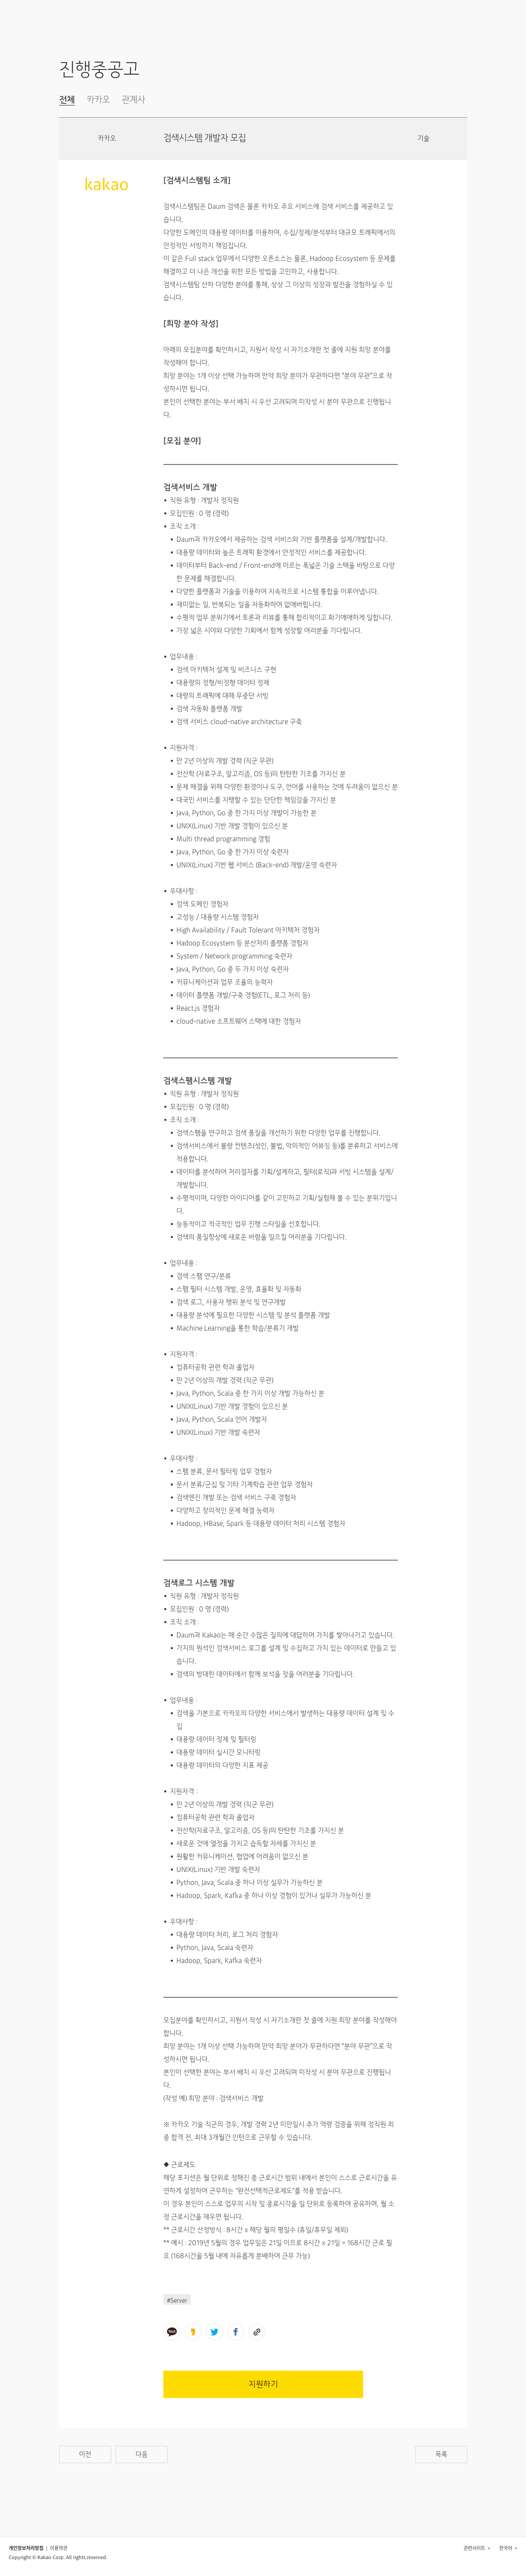 진행중공고
전체 카카오 관계사
카카오 검색시스템 개발자 모집 기술
kakao
[검색시스템팀 소개]
검색시스템팀은 Daum 검색은 물론 카카오 주요 서비스에 검색 서비스를 제공하고 있
습니다.
다양한 도메인의 대용량 데이터를 이용하여, 수집/정제/분석부터 대규모 트래픽에서의
안정적인 서빙까지 책임집니다.
이 같은 Full stack 업무에서 다양한 오픈소스는 물론, Hadoop Ecosystem 등 문제를
해결하고 더 나은 개선을 위한 모든 방법을 고민하고, 사용합니다.
검색시스템팀 산하 다양한 분야를 통해, 상상 그 이상의 성장과 발전을 경험하실 수 있
습니다.
[희망 분야 작성]
아래의 모집분야를 확인하시고, 지원서 작성 시 자기소개란 첫 줄에 지원 희망 분야를
작성해야 합니다.
희망 분야는 1개 이상 선택 가능하며 만약 희망 분야가 무관하다면 "분야 무관"으로 작
성하시면 됩니다.
본인이 선택한 분야는 부서 배치 시 우선 고려되며 미작성 시 분야 무관으로 진행됩니
다.
[모집 분야]
검색서비스 개발
• 직원 유형 : 개발자 정직원
• 모집인원 : 0 명 (경력)
• 조직 소개 :
• Daum과 카카오에서 제공하는 검색 서비스와 기반 플랫폼을 설계/개발합니다.
• 대용량 데이터와 높은 트래픽 환경에서 안정적인 서비스를 제공합니다.
• 데이터부터 Back-end / Front-end에 이르는 폭넓은 기술 스택을 바탕으로 다양
한 문제를 해결합니다.
• 다양한 플랫폼과 기술을 이용하여 지속적으로 시스템 통합을 이루어냅니다.
• 재미없는 일, 반복되는 일을 자동화하여 없애버립니다.
• 수평적 업무 분위기에서 토론과 리뷰를 통해 합리적이고 화기애애하게 일합니다.
• 가장 넓은 시야와 다양한 기회에서 함께 성장할 여러분을 기다립니다.
• 업무내용 :
• 검색 아키텍처 설계 및 비즈니스 구현
• 대용량의 정형/비정형 데이터 정제
• 대량의 트래픽에 대해 무중단 서빙
• 검색 자동화 플랫폼 개발
• 검색 서비스 cloud-native architecture 구축
• 지원자격 :
• 만 2년 이상의 개발 경력 (직군 무관)
• 전산학 (자료구조, 알고리즘, OS 등)의 탄탄한 기초를 가지신 분
• 문제 해결을 위해 다양한 환경이나 도구, 언어를 사용하는 것에 두려움이 없으신 분
• 대국민 서비스를 지탱할 수 있는 단단한 책임감을 가지신 분
• Java, Python, Go 중 한 가지 이상 개발이 가능한 분
• UNIX(Linux) 기반 개발 경험이 있으신 분
• Multi thread programming 경험
• Java, Python, Go 중 한 가지 이상 숙련자
• UNIX(Linux) 기반 웹 서비스 (Back-end) 개발/운영 숙련자
• 우대사항 :
• 검색 도메인 경험자
• 고성능 / 대용량 시스템 경험자
• High Availability / Fault Tolerant 아키텍처 경험자
• Hadoop Ecosystem 등 분산처리 플랫폼 경험자
• System / Network programming 숙련자
• Java, Python, Go 중 두 가지 이상 숙련자
• 커뮤니케이션과 업무 조율의 능력자
• 데이터 플랫폼 개발/구축 경험(ETL, 로그 처리 등)
• React.js 경험자
• cloud-native 소프트웨어 스택에 대한 경험자
검색스팸시스템 개발
• 직원 유형 : 개발자 정직원
• 모집인원 : 0 명 (경력)
• 조직 소개 :
• 검색스팸을 연구하고 검색 품질을 개선하기 위한 다양한 업무를 진행합니다.
• 검색서비스에서 불량 컨텐츠(성인, 불법, 악의적인 어뷰징 등)를 분류하고 서비스에
적용합니다.
• 데이터를 분석하여 처리절차를 기획/설계하고, 필터(로직)과 서빙 시스템을 설계/
개발합니다.
• 수평적이며, 다양한 아이디어를 같이 고민하고 기획/실험해 볼 수 있는 분위기입니
다.
• 능동적이고 적극적인 업무 진행 스타일을 선호합니다.
• 검색의 품질향상에 새로운 바람을 일으킬 여러분을 기다립니다.
• 업무내용 :
• 검색 스팸 연구/분류
• 스팸 필터 시스템 개발, 운영, 효율화 및 자동화
• 검색 로그, 사용자 행위 분석 및 연구개발
• 대용량 분석에 필요한 다양한 시스템 및 분석 플랫폼 개발
• Machine Learning을 통한 학습/분류기 개발
• 지원자격 :
• 컴퓨터공학 관련 학과 졸업자
• 만 2년 이상의 개발 경력 (직군 무관)
• Java, Python, Scala 중 한 가지 이상 개발 가능하신 분
• UNIX(Linux) 기반 개발 경험이 있으신 분
• Java, Python, Scala 언어 개발자
• UNIX(Linux) 기반 개발 숙련자
• 우대사항 :
• 스팸 분류, 문서 필터링 업무 경험자
• 문서 분류/군집 및 기타 기계학습 관련 업무 경험자
• 검색엔진 개발 또는 검색 서비스 구축 경험자
• 다양하고 창의적인 문제 해결 능력자
• Hadoop, HBase, Spark 등 대용량 데이터 처리 시스템 경험자
검색로그 시스템 개발
• 직원 유형 : 개발자 정직원
• 모집인원 : 0 명 (경력)
• 조직 소개 :
• Daum과 Kakao는 매 순간 수많은 질의에 대답하며 가치를 쌓아나가고 있습니다.
• 가치의 원석인 검색서비스 로그를 설계 및 수집하고 가치 있는 데이터로 만들고 있
습니다.
• 검색의 방대한 데이터에서 함께 보석을 찾을 여러분을 기다립니다.
• 업무내용 :
• 검색을 기본으로 카카오의 다양한 서비스에서 발생하는 대용량 데이터 설계 및 수
집
• 대용량 데이터 정제 및 필터링
• 대용량 데이터 실시간 모니터링
• 대용량 데이터의 다양한 지표 제공
• 지원자격 :
• 만 2년 이상의 개발 경력 (직군 무관)
• 컴퓨터공학 관련 학과 졸업자
• 전산학(자료구조, 알고리즘, OS 등)의 탄탄한 기초를 가지신 분
• 새로운 것에 열정을 가지고 습득할 자세를 가지신 분
• 원활한 커뮤니케이션, 협업에 어려움이 없으신 분
• UNIX(Linux) 기반 개발 숙련자
• Python, Java, Scala 중 하나 이상 실무가 가능하신 분
• Hadoop, Spark, Kafka 중 하나 이상 경험이 있거나 실무가 가능하신 분
• 우대사항 :
• 대용량 데이터 처리, 로그 처리 경험자
• Python, Java, Scala 숙련자
• Hadoop, Spark, Kafka 숙련자
모집분야를 확인하시고, 지원서 작성 시 자기소개란 첫 줄에 지원 희망 분야를 작성해야
합니다.
희망 분야는 1개 이상 선택 가능하며 만약 희망 분야가 무관하다면 "분야 무관"으로 작
성하시면 됩니다.
본인이 선택한 분야는 부서 배치 시 우선 고려되며 미작성 시 분야 무관으로 진행됩니
다.
(작성 예) 희망 분야 : 검색서비스 개발
※ 카카오 기술 직군의 경우, 개발 경력 2년 미만일시 추가 역량 검증을 위해 정직원 최
종 합격 전, 최대 3개월간 인턴으로 근무할 수 있습니다.
◆ 근로제도
해당 포지션은 월 단위로 정해진 총 근로시간 범위 내에서 본인이 스스로 근로시간을 유
연하게 설정하여 근무하는 "완전선택적근로제도"를 적용 받습니다.
이 경우 본인이 스스로 업무의 시작 및 종료시각을 일 단위로 등록하여 공유하며, 월 소
정 근로시간을 채우면 됩니다.
** 근로시간 산정방식 : 8시간 x 해당 월의 평일수 (휴일/휴무일 제외)
** 예시 : 2019년 5월의 경우 업무일은 21일 이므로 8시간 x 21일 = 168시간 근로 필
요 (168시간을 5월 내에 자유롭게 분배하여 근무 가능)
#Server
TALK
지원하기
이전 다음 목록
개인정보처리방침 | 이용약관 관련사이트 한국어
Copyright © Kakao Corp. All rights reserved.